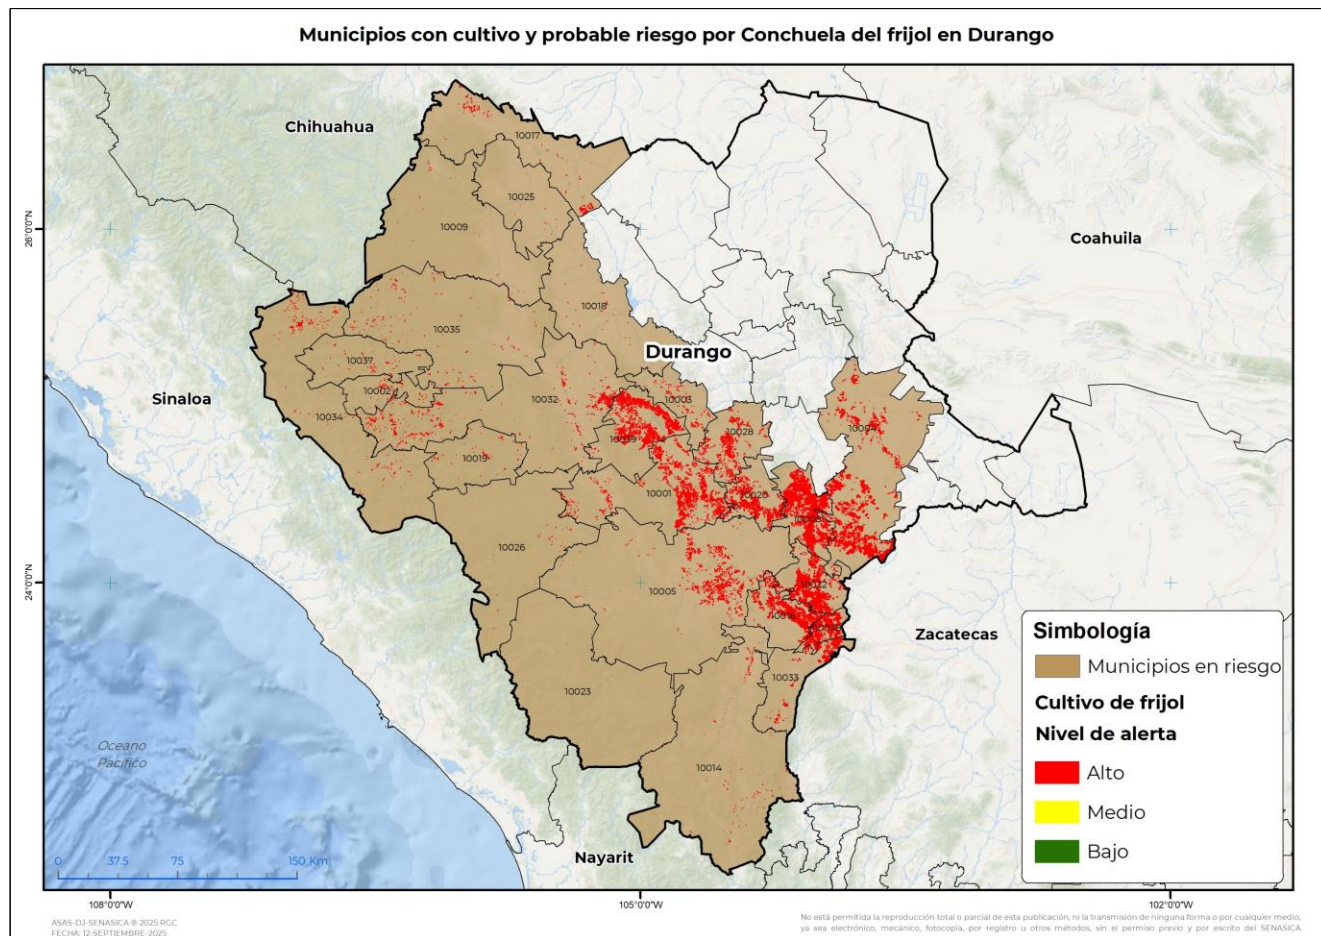 Municipios con cultivo y probable riesgo por Conchuela del frijol en Durango
Chihuahua
Coahuila
Durango
Sinaloa
Zacatecas
Nayarit
Oceano
Pacífico
10017
10025
10009
10018
10035
10037
10002
10034
10032
10003
10028
10004
10019
10001
10020
10026
10005
10023
10033
10014
26°0'0"N
24°0'0"N
108°0'0"W
105°0'0"W
102°0'0"W
0 37.5 75 150 Km
Simbología
Municipios en riesgo
Cultivo de frijol
Nivel de alerta
Alto
Medio
Bajo
ASAS-DJ-SENASICA ® 2025 RGC
FECHA: 12-SEPTIEMBRE-2025
No está permitida la reproducción total o parcial de esta publicación, ni la transmisión de ninguna forma o por cualquier medio,
ya sea electrónico, mecánico, fotocopia, por registro u otros métodos, sin el permiso previo y por escrito del SENASICA.